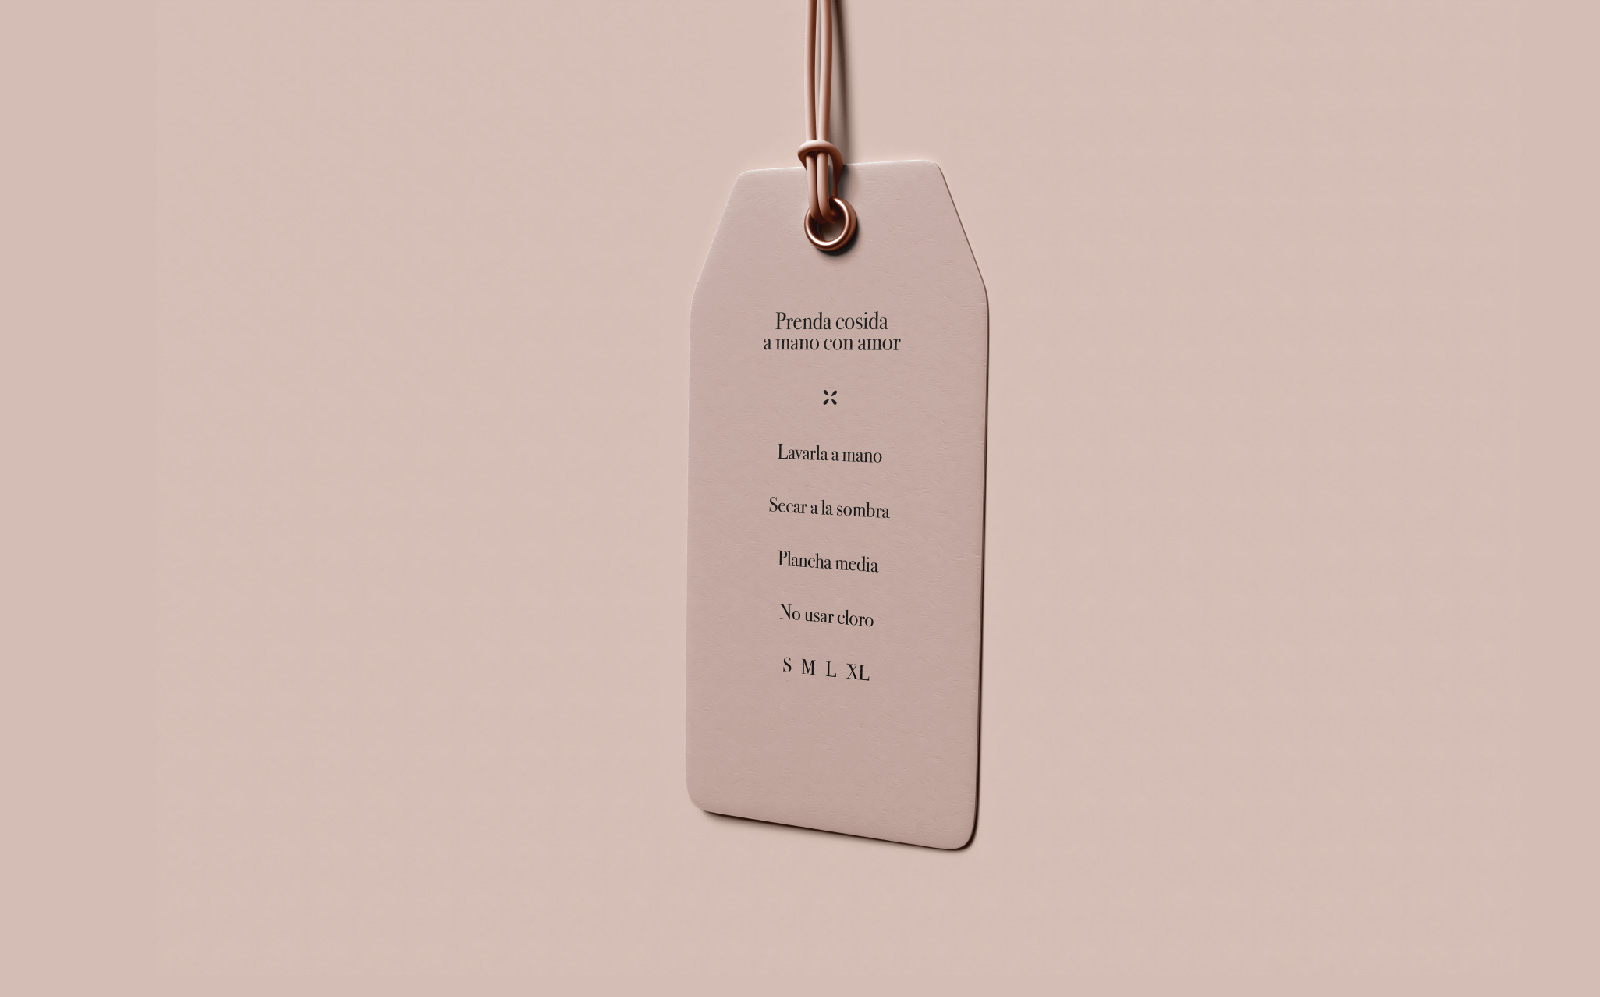 Prenda cosida
a mano con amor
Lavarla a mano
Secar a la sombra
Plancha media
No usar cloro
S M L XL